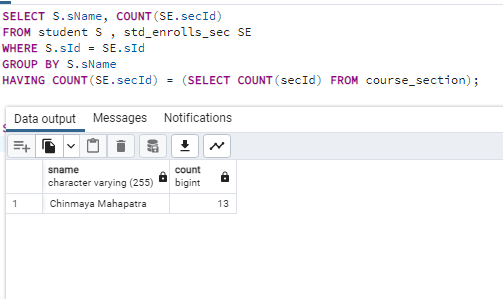 SELECT S.sName, COUNT(SE.secId)
FROM student S , std_enrolls_sec SE
WHERE S.sId = SE.sId
GROUP BY S.sName
HAVING COUNT(SE.secId) = (SELECT COUNT(secId) FROM course_section);
Data output Messages Notifications
sname count
character varying (255) bigint
1 Chinmaya Mahapatra 13